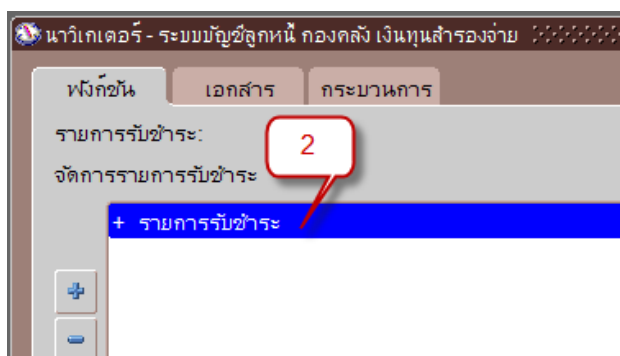 นาวิเกเตอร์ - ระบบบัญชีลูกหนี้ กองคลัง เงินทุนสำรองจ่าย
ฟังก์ชัน เอกสาร กระบวนการ
รายการรับชำระ:
2
จัดการรายการรับชำระ
+ รายการรับชำระ